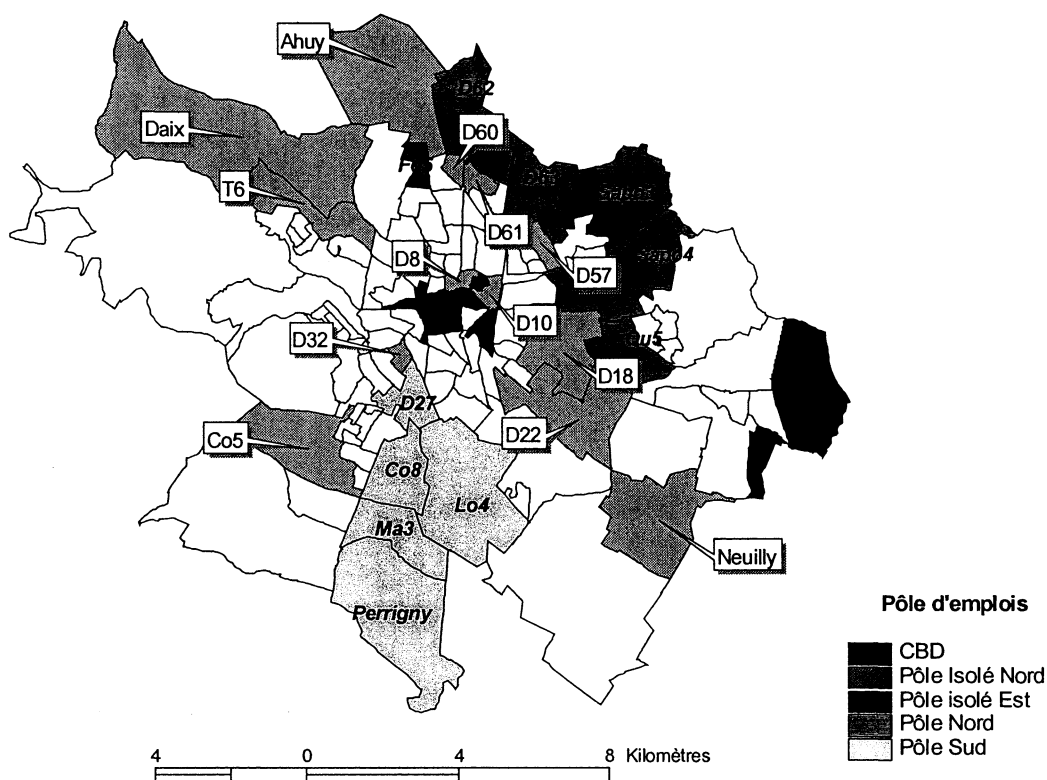 Ahuy
D62
Daix
D60
T6
D61
D8
D57
D10
D32
D18
D27
D22
Co5
Co8
Lo4
Ma3
Neuilly
Perrigny
Pôle d'emplois
CBD
Pôle Isolé Nord
Pôle isolé Est
Pôle Nord
Pôle Sud
4 0 4 8 Kilomètres